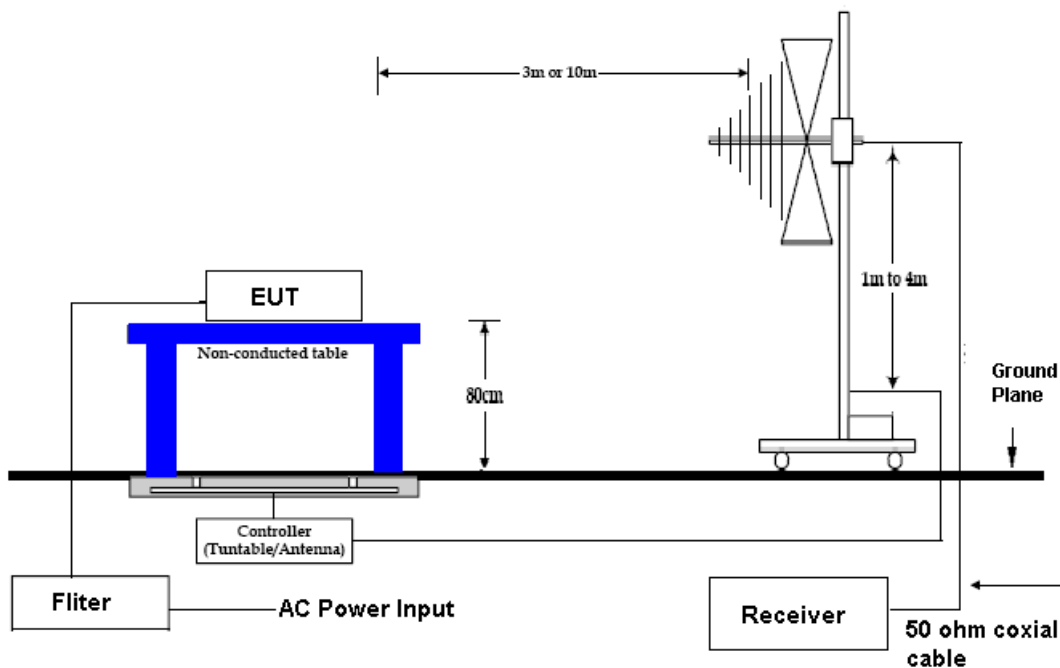 3m or 10m
EUT
Non-conducted table
80cm
1m to 4m
Ground
Plane
Controller
(Tuntable/Antenna)
Fliter
AC Power Input
Receiver
50 ohm coxial
cable